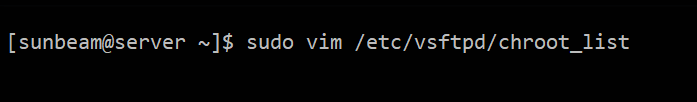 [sunbeam@server ~]$ sudo vim /etc/vsftpd/chroot_list